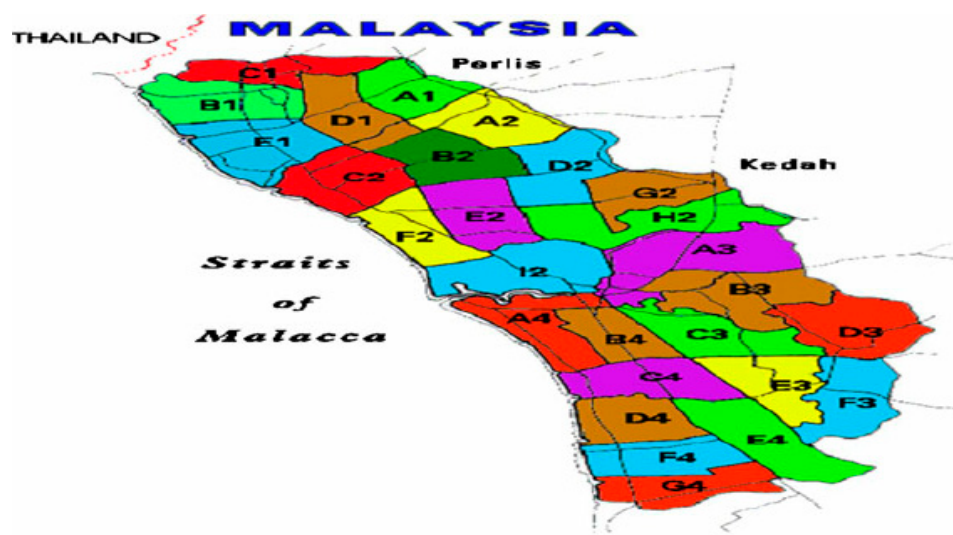 MALAYSIA
THAILAND
Perlis
C1
A1
B1
D1
A2
E1
B2
D2
Kedah
C2
G2
E2
H2
F2
A3
Straits
of
Malacca
I2
B3
A4
B4
C3
D3
C4
E3
F3
D4
E4
F4
G4